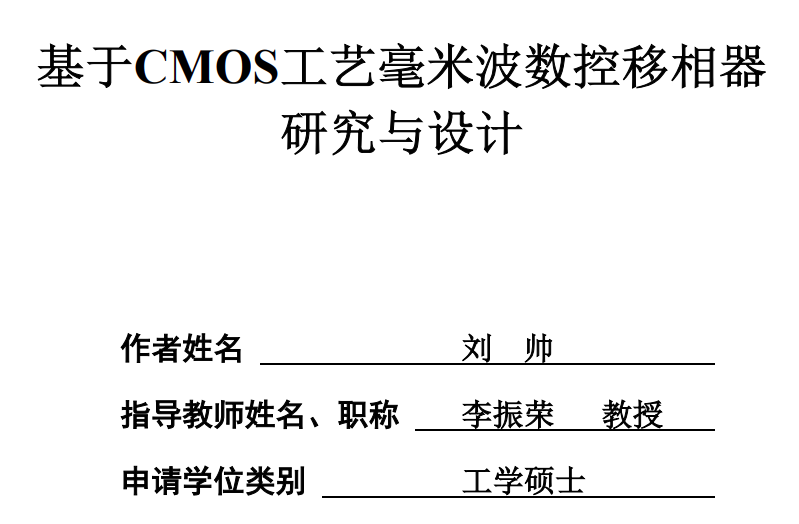 基于CMOS工艺毫米波数控移相器
研究与设计
作者姓名 刘 帅
指导教师姓名、职称 李振荣 教授
申请学位类别 工学硕士